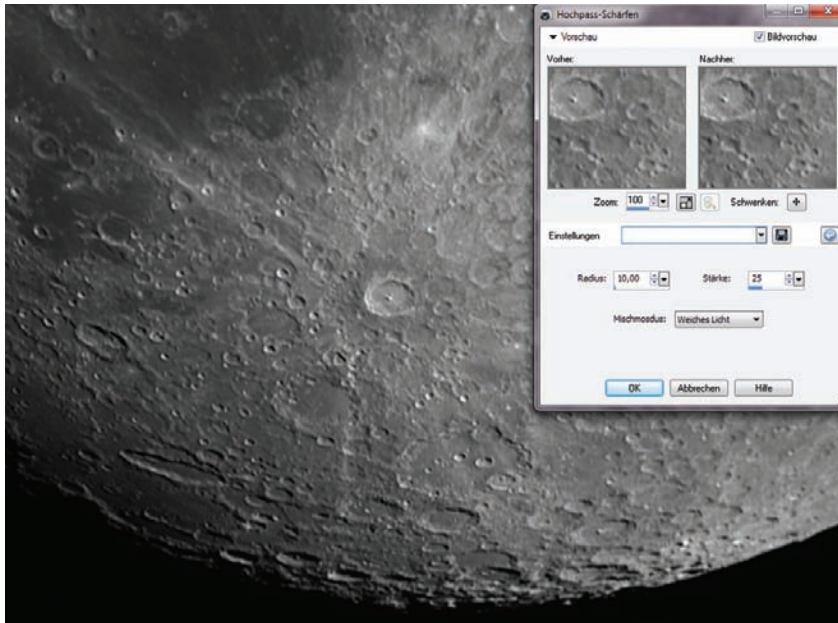 Hochpass-Schärfen
Vorschau
Bildvorschau
Vorher:
Nachher:
Zoom: 100 Schwenken:
Einstellungen
Radius: 10,00 Stärke: 25
Mischmosdus: Weiches Licht
OK Abbrechen Hilfe